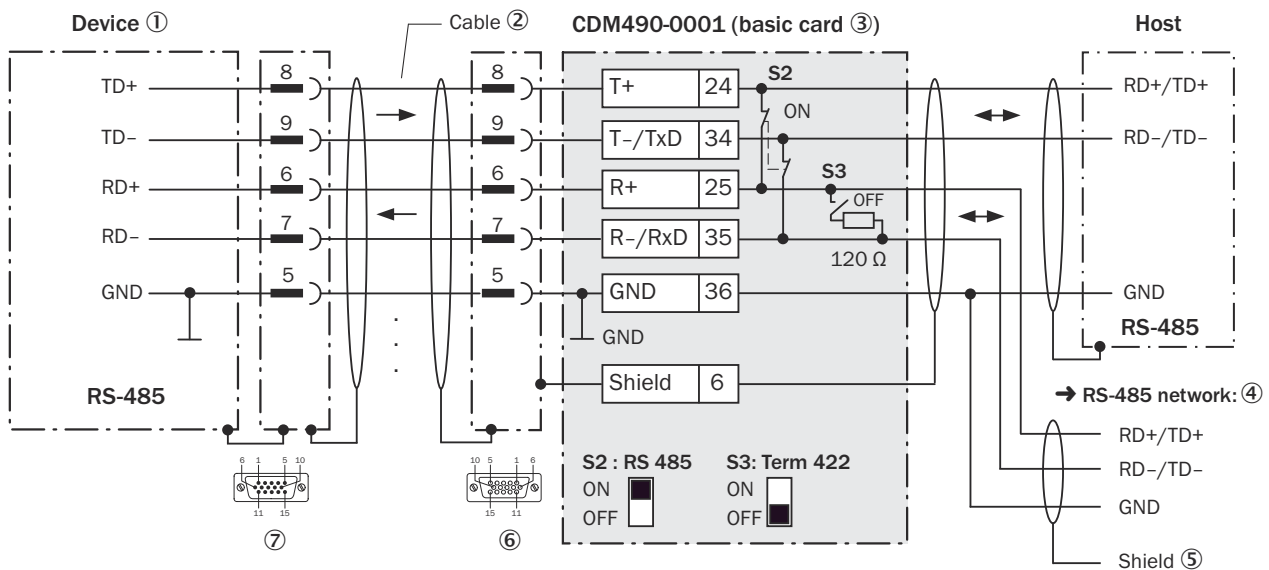 Device ①
Cable ②
CDM490-0001 (basic card ③)
Host
TD+
8
8
T+ 24
S2
ON
RD+/TD+
TD–
9
9
T–/TxD 34
RD–/TD–
RD+
6
6
R+ 25
S3
OFF
RD–
7
7
R–/RxD 35
120 Ω
GND
5
5
GND 36
GND
GND
RS-485
Shield 6
RS-485
➔ RS-485 network: ④
RD+/TD+
RD–/TD–
GND
Shield ⑤
S2 : RS 485
ON
OFF
S3: Term 422
ON
OFF
6 1 5 10
11 15
⑦
10 5 1 6
15 11
⑥